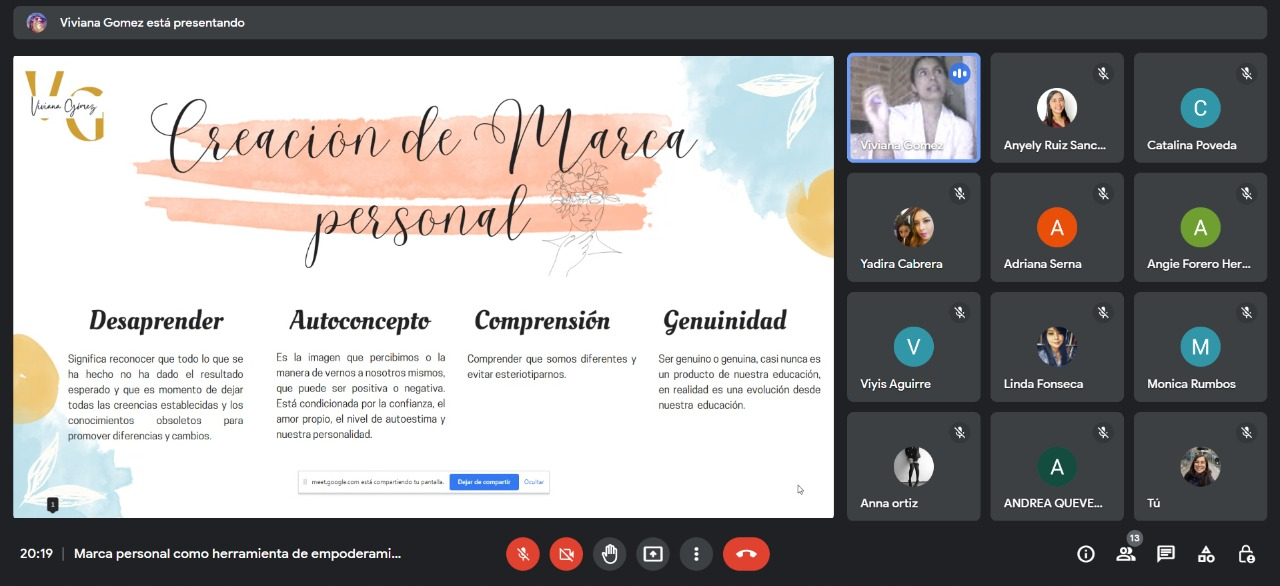 Viviana Gomez está presentando
VG
Viviana Gómez
Creación de Marca
personal
Desaprender
Significa reconocer que todo lo que se
ha hecho no ha dado el resultado
esperado y que es momento de dejar
todas las creencias establecidas y los
conocimientos obsoletos para
promover diferencias y cambios.
Autoconcepto
Es la imagen que percibimos o la
manera de vernos a nosotros mismos,
que puede ser positiva o negativa.
Está condicionada por la confianza, el
amor propio, el nivel de autoestima y
nuestra personalidad.
Comprensión
Comprender que somos diferentes y
evitar esteriotiparnos.
Genuinidad
Ser genuino o genuina, casi nunca es
un producto de nuestra educación,
en realidad es una evolución desde
nuestra educación.
meet.google.com está compartiendo tu pantalla.
Dejar de compartir
Ocultar
1
Viviana Gomez
Anyely Ruiz Sanc...
C
Catalina Poveda
Yadira Cabrera
A
Adriana Serna
A
Angie Forero Her...
V
Viyis Aguirre
Linda Fonseca
M
Monica Rumbos
Anna ortiz
A
ANDREA QUEVE...
Tú
20:19 | Marca personal como herramienta de empoderami...
13